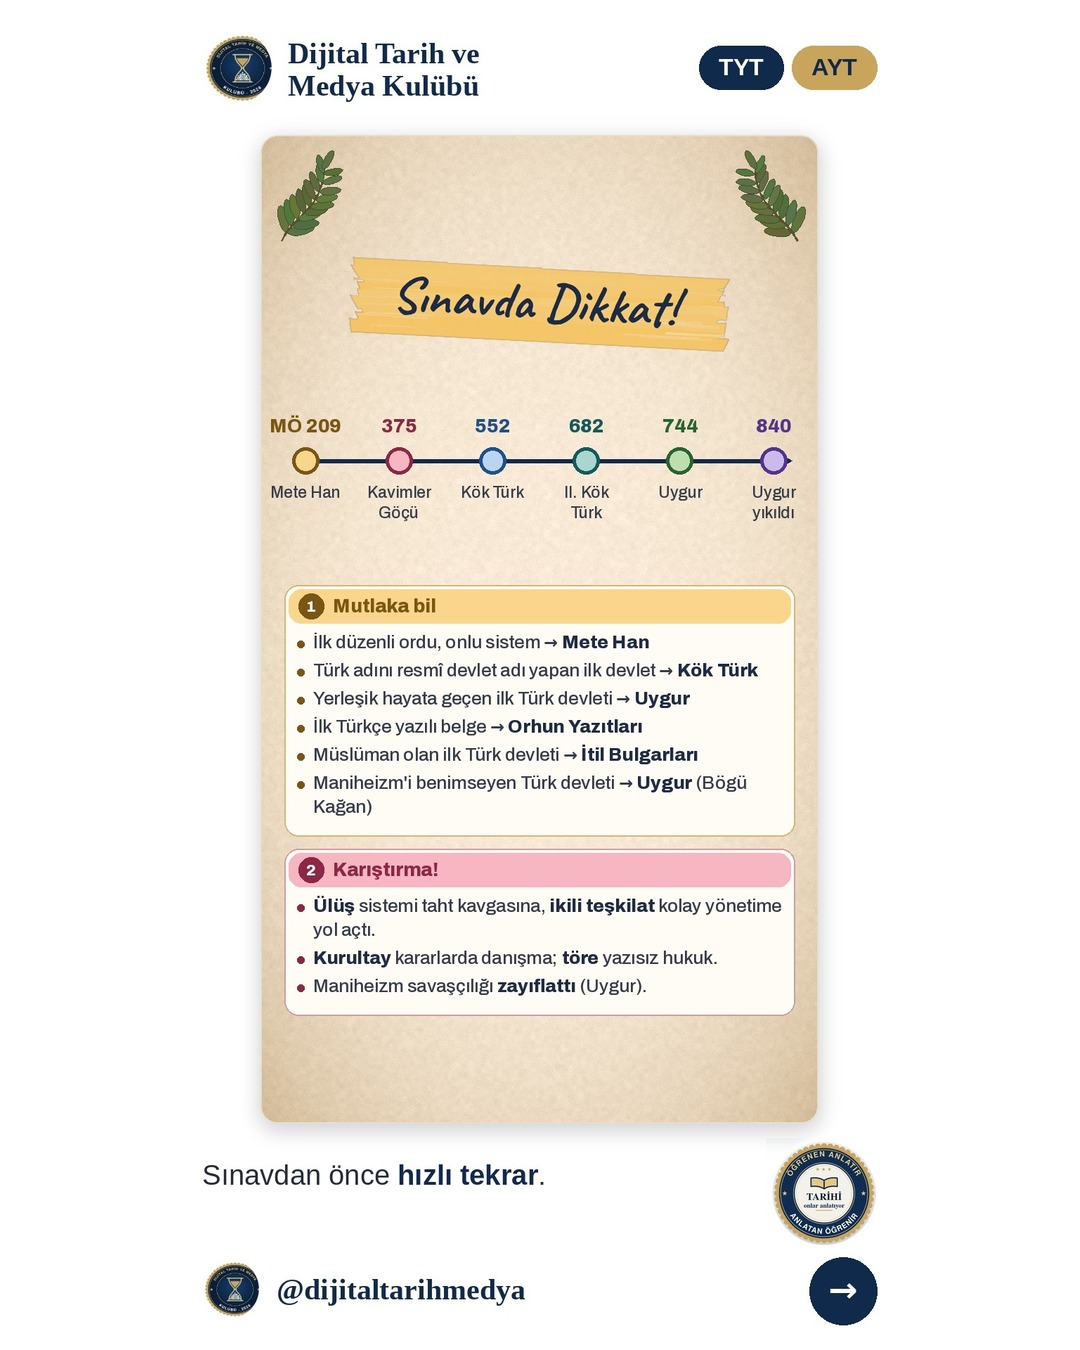 Dijital Tarih ve
Medya Kulübü
TYT
AYT
Sınavda Dikkat!
MÖ 209
375
552
682
744
840
Mete Han
Kavimler
Göçü
Kök Türk
II. Kök
Türk
Uygur
Uygur
yıkıldı
1 Mutlaka bil
• İlk düzenli ordu, onlu sistem → Mete Han
• Türk adını resmî devlet adı yapan ilk devlet → Kök Türk
• Yerleşik hayata geçen ilk Türk devleti → Uygur
• İlk Türkçe yazılı belge → Orhun Yazıtları
• Müslüman olan ilk Türk devleti → İtil Bulgarları
• Maniheizm'i benimseyen Türk devleti → Uygur (Bögü
Kağan)
2 Karıştırma!
• Ülüş sistemi taht kavgasına, ikili teşkilat kolay yönetime
yol açtı.
• Kurultay kararlarda danışma; töre yazısız hukuk.
• Maniheizm savaşçılığı zayıflattı (Uygur).
Sınavdan önce hızlı tekrar.
ÖĞRENEN ANLATIR
TARİHİ
onlar anlatıyor
ANLATAN ÖĞRENİR
@dijitaltarihmedya
→